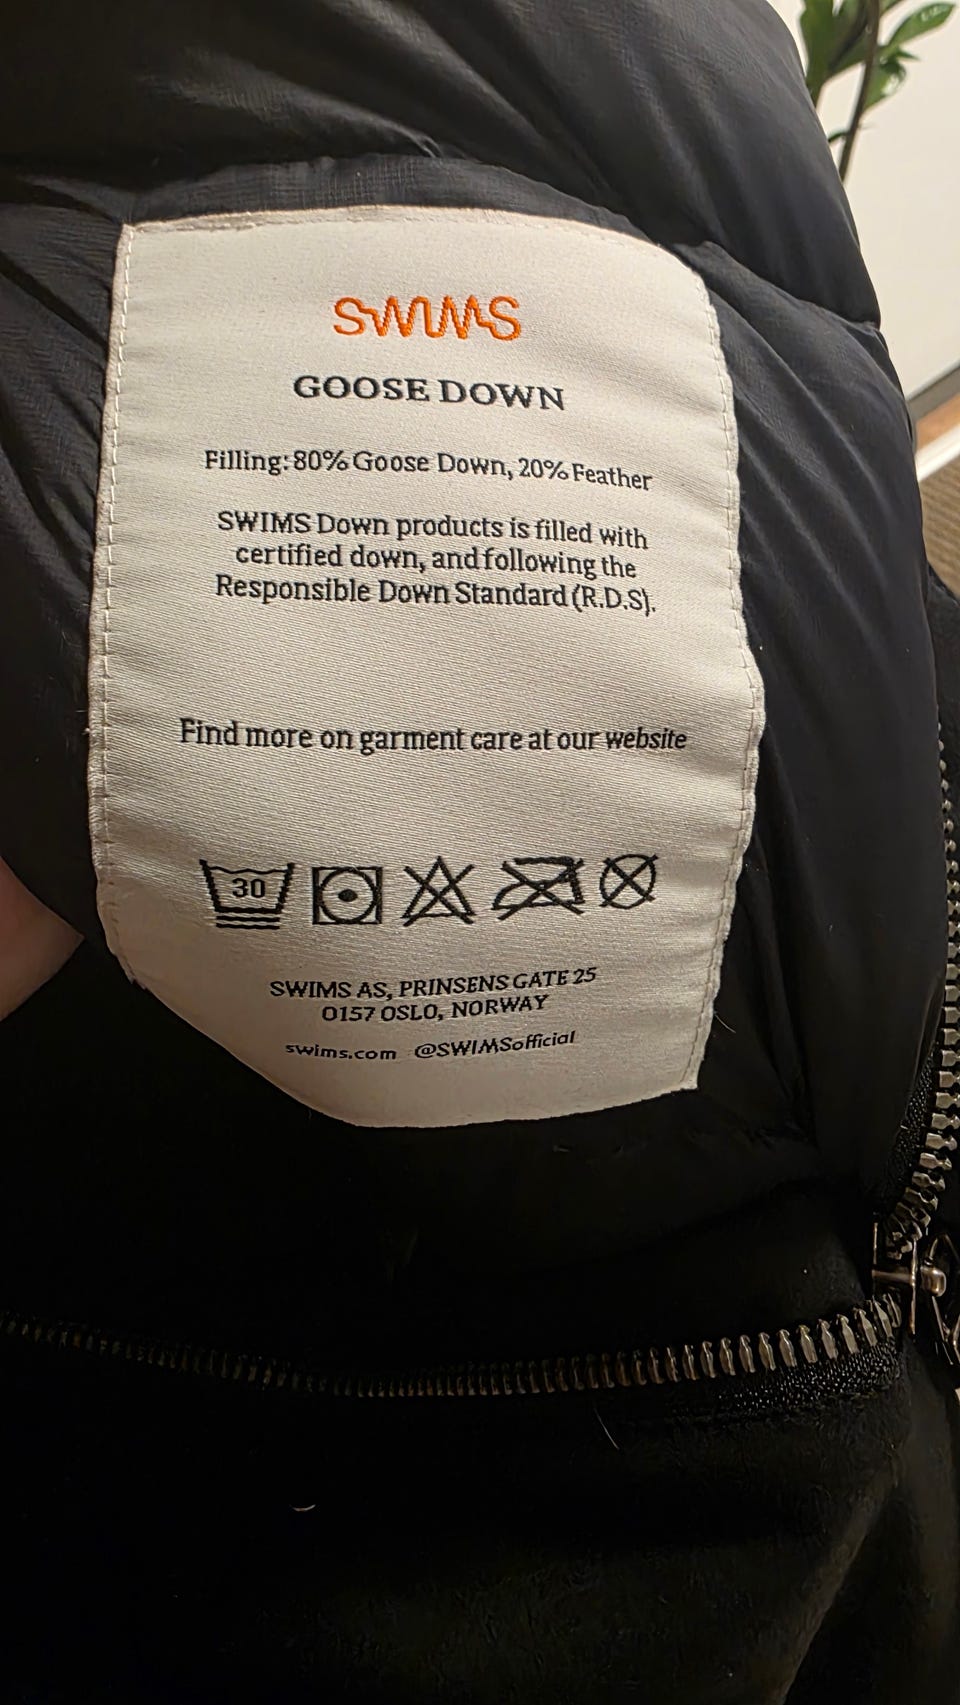 SWIMS
GOOSE DOWN
Filling: 80% Goose Down, 20% Feather
SWIMS Down products is filled with
certified down, and following the
Responsible Down Standard (R.D.S).
Find more on garment care at our website
30
SWIMS AS, PRINSENS GATE 25
0157 OSLO, NORWAY
swims.com @SWIMSofficial